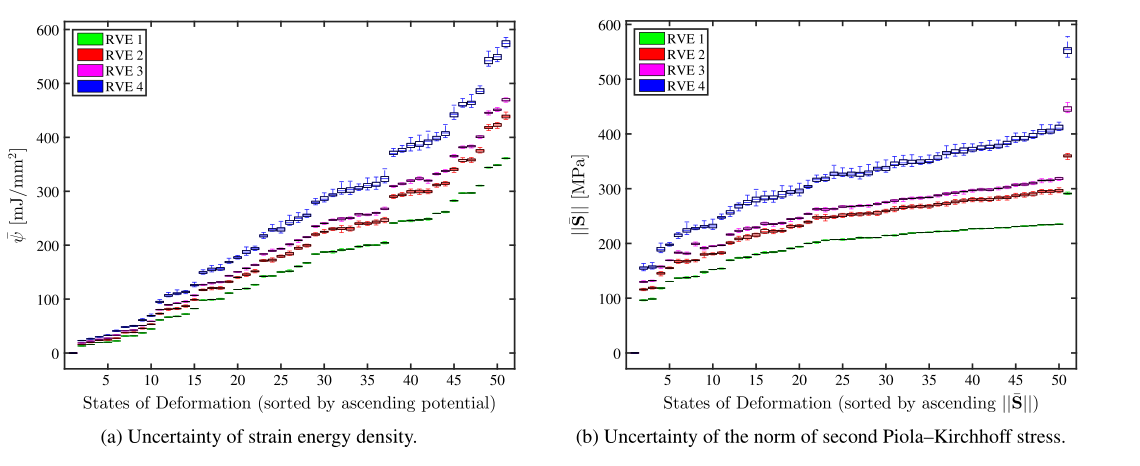 600
500
400
300
200
100
0
ψ̄ [mJ/mm²]
RVE 1
RVE 2
RVE 3
RVE 4
5 10 15 20 25 30 35 40 45 50
States of Deformation (sorted by ascending potential)
(a) Uncertainty of strain energy density.
600
500
400
300
200
100
0
||S̄|| [MPa]
RVE 1
RVE 2
RVE 3
RVE 4
5 10 15 20 25 30 35 40 45 50
States of Deformation (sorted by ascending ||S̄||)
(b) Uncertainty of the norm of second Piola–Kirchhoff stress.